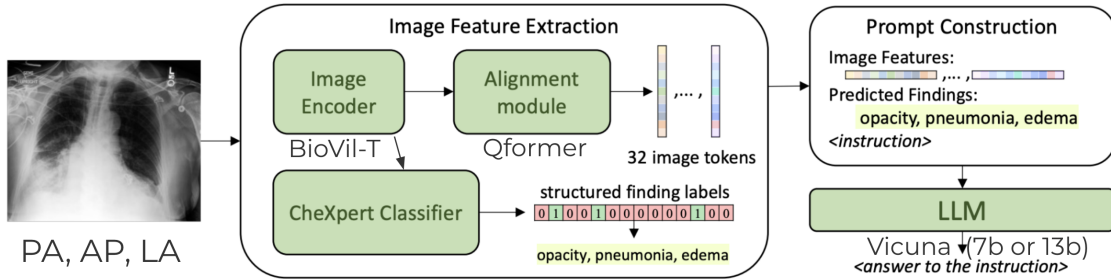 Image Feature Extraction
Prompt Construction
Image
Encoder
Alignment
module
BioVil-T
Qformer
,... ,
32 image tokens
CheXpert Classifier
structured finding labels
0 1 0 0 1 0 0 0 0 0 0 1 0 0
opacity, pneumonia, edema
Image Features:
,... ,
Predicted Findings:
opacity, pneumonia, edema
<instruction>
LLM
Vicuna (7b or 13b)
<answer to the instruction>
PA, AP, LA